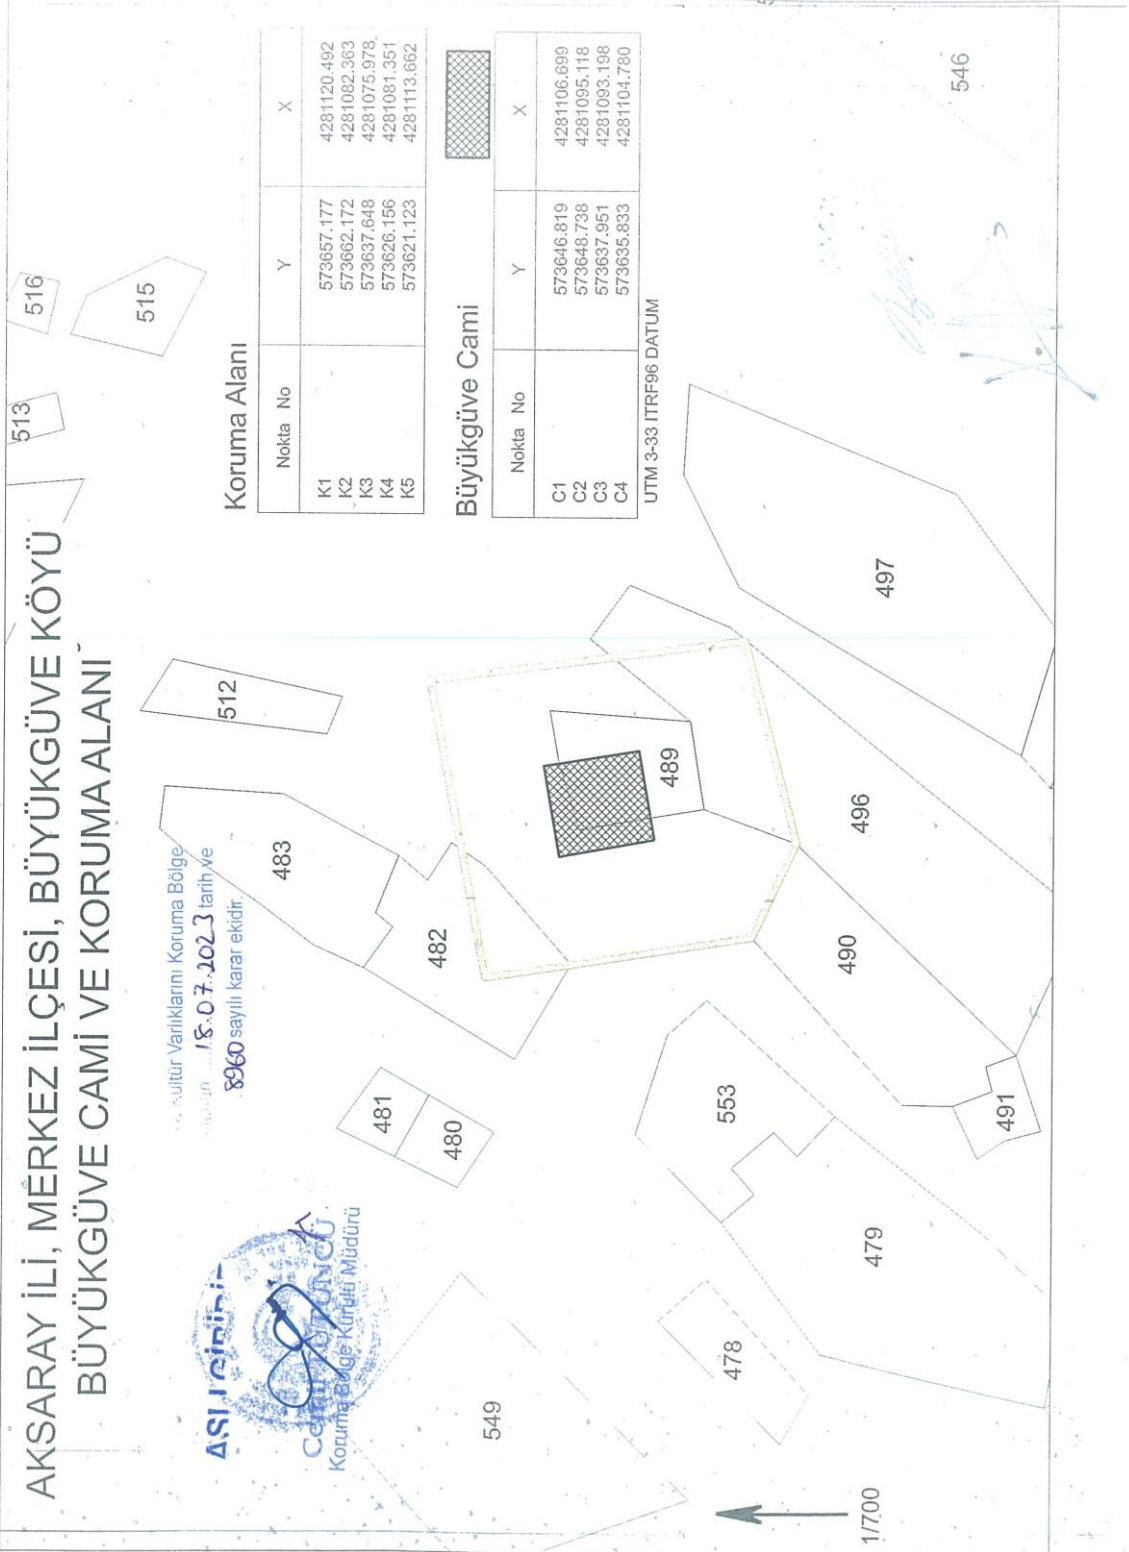 AKSARAY İLİ, MERKEZ İLÇESİ, BÜYÜKGÜVE KÖYÜ
BÜYÜKGÜVE CAMİ VE KORUMA ALANI
Kültür Varlıklarını Koruma Bölge
18.07.2023 tarih ve
8960 sayılı karar ekidir.
ASLI GİBİDİR
Koruma Bölge Kurulu Müdürü
Koruma Alanı
Nokta No Y X
K1 573657.177 4281120.492
K2 573662.172 4281082.363
K3 573637.648 4281075.978
K4 573626.156 4281081.351
K5 573621.123 4281113.662
Büyükgüve Cami
Nokta No Y X
C1 573646.819 4281106.699
C2 573648.738 4281095.118
C3 573637.951 4281093.198
C4 573635.833 4281104.780
UTM 3-33 ITRF96 DATUM
513
516
515
512
483
482
481
480
489
549
553
478
479
490
491
496
497
546
1/700